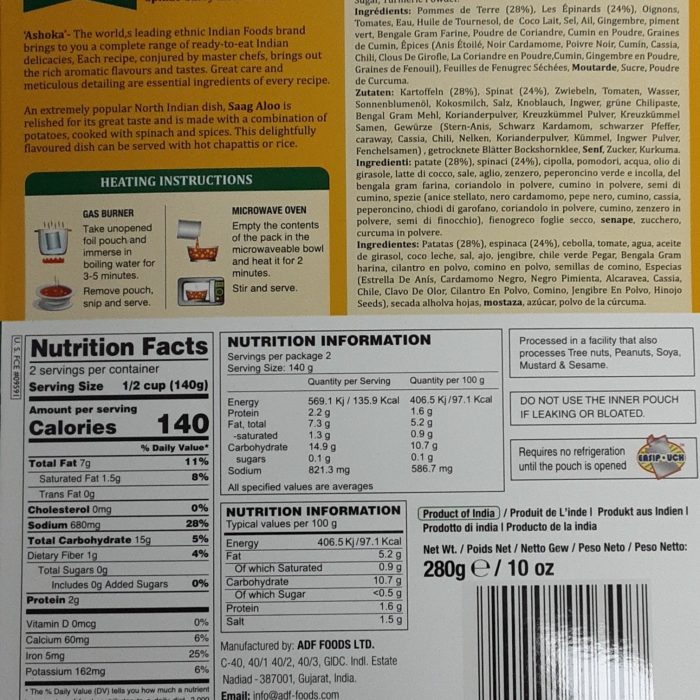 'Ashoka'- The world,s leading ethnic Indian Foods brand
brings to you a complete range of ready-to-eat Indian
delicacies, Each recipe, conjured by master chefs, brings out
the rich aromatic flavours and tastes. Great care and
meticulous detailing are essential ingredients of every recipe.
An extremely popular North Indian dish, Saag Aloo is
relished for its great taste and is made with a combination of
potatoes, cooked with spinach and spices. This delightfully
flavoured dish can be served with hot chapattis or rice.
HEATING INSTRUCTIONS
GAS BURNER
Take unopened
foil pouch and
immerse in
boiling water for
3-5 minutes.
Remove pouch,
snip and serve.
MICROWAVE OVEN
Empty the contents
of the pack in the
microwaveable bowl
and heat it for 2
minutes.
Stir and serve.
Ingrédients: Pommes de Terre (28%), Les Épinards (24%), Oignons,
Tomates, Eau, Huile de Tournesol, de Coco Lait, Sel, Ail, Gingembre, piment
vert, Bengale Gram Farine, Poudre de Coriandre, Cumin en Poudre, Graines
de Cumin, Épices (Anis Étoilé, Noir Cardamome, Poivre Noir, Cumin, Cassia,
Chili, Clous De Girofle, La Coriandre en Poudre,Cumin, Gingembre en Poudre,
Graines de Fenouil), Feuilles de Fenugrec Séchées, Moutarde, Sucre, Poudre
de Curcuma.
Zutaten: Kartoffeln (28%), Spinat (24%), Zwiebeln, Tomaten, Wasser,
Sonnenblumenöl, Kokosmilch, Salz, Knoblauch, Ingwer, grüne Chilipaste,
Bengal Gram Mehl, Korianderpulver, Kreuzkümmel Pulver, Kreuzkümmel
Samen, Gewürze (Stern-Anis, Schwarz Kardamom, schwarzer Pfeffer,
caraway, Cassia, Chili, Nelken, Korianderpulver, Kümmel, Ingwer Pulver,
Fenchelsamen) , getrocknete Blätter Bockshornklee, Senf, Zucker, Kurkuma.
Ingredienti: patate (28%), spinaci (24%), cipolla, pomodori, acqua, olio di
girasole, latte di cocco, sale, aglio, zenzero, peperoncino verde e incolla, del
bengala gram farina, coriandolo in polvere, cumino in polvere, semi di
cumino, spezie (anice stellato, nero cardamomo, pepe nero, cumino, cassia,
peperoncino, chiodi di garofano, coriandolo in polvere, cumino, zenzero in
polvere, semi di finocchio), fienogreco foglie secco, senape, zucchero,
curcuma in polvere.
Ingredientes: Patatas (28%), espinaca (24%), cebolla, tomate, agua, aceite
de girasol, coco leche, sal, ajo, jengibre, chile verde Pegar, Bengala Gram
harina, cilantro en polvo, comino en polvo, semillas de comino, Especias
(Estrella De Anís, Cardamomo Negro, Negro Pimienta, Alcaravea, Cassia,
Chile, Clavo De Olor, Cilantro En Polvo, Comino, Jengibre En Polvo, Hinojo
Seeds), secada alholva hojas, mostaza, azúcar, polvo de la cúrcuma.
U. S. FCE #09591
Nutrition Facts
2 servings per container
Serving Size 1/2 cup (140g)
Amount per serving
Calories 140
% Daily Value*
Total Fat 7g 11%
Saturated Fat 1.5g 8%
Trans Fat 0g
Cholesterol 0mg 0%
Sodium 680mg 28%
Total Carbohydrate 15g 5%
Dietary Fiber 1g 4%
Total Sugars 0g
Includes 0g Added Sugars 0%
Protein 2g
Vitamin D 0mcg 0%
Calcium 60mg 6%
Iron 5mg 25%
Potassium 162mg 6%
* The % Daily Value (DV) tells you how much a nutrient
NUTRITION INFORMATION
Servings per package 2
Serving Size: 140 g
Quantity per Serving Quantity per 100 g
Energy 569.1 Kj / 135.9 Kcal 406.5 Kj /97.1 Kcal
Protein 2.2 g 1.6 g
Fat, total 7.3 g 5.2 g
-saturated 1.3 g 0.9 g
Carbohydrate 14.9 g 10.7 g
sugars 0.1 g 0.1 g
Sodium 821.3 mg 586.7 mg
All specified values are averages
NUTRITION INFORMATION
Typical values per 100 g
Energy 406.5 Kj/97.1 Kcal
Fat 5.2 g
Of which Saturated 0.9 g
Carbohydrate 10.7 g
Of which Sugar <0.5 g
Protein 1.6 g
Salt 1.5 g
Manufactured by: ADF FOODS LTD.
C-40, 40/1 40/2, 40/3, GIDC. Indl. Estate
Nadiad - 387001, Gujarat, India.
Email: info@adf-foods.com
Processed in a facility that also
processes Tree nuts, Peanuts, Soya,
Mustard & Sesame.
DO NOT USE THE INNER POUCH
IF LEAKING OR BLOATED.
Requires no refrigeration
until the pouch is opened
Product of India / Produit de L'inde I Produkt aus Indien I
Prodotto di india I Producto de la india
Net Wt. / Poids Net / Netto Gew / Peso Neto / Peso Netto:
280g e / 10 oz